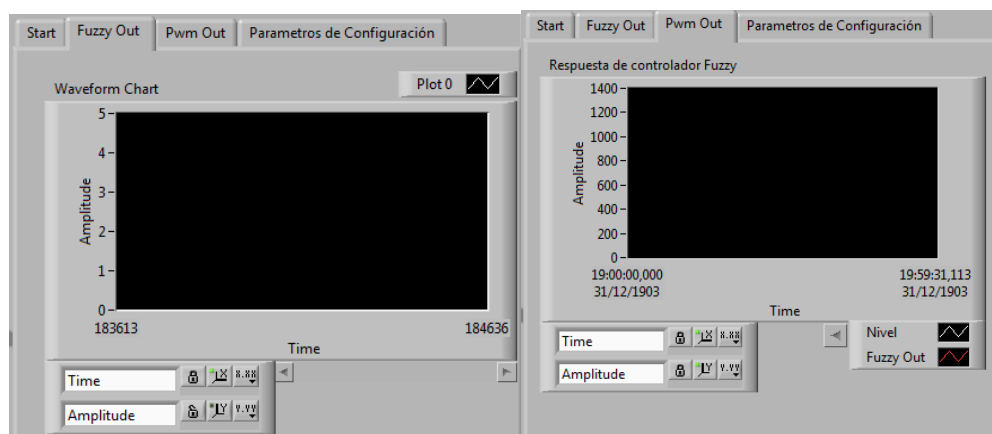 Start Fuzzy Out Pwm Out Parametros de Configuración
Waveform Chart
Plot 0
5
4
3
2
1
0
Amplitude
183613 184636
Time
Time
Amplitude
Start Fuzzy Out Pwm Out Parametros de Configuración
Respuesta de controlador Fuzzy
1400
1200
1000
800
600
400
200
0
Amplitude
19:00:00,000 19:59:31,113
31/12/1903 31/12/1903
Time
Time
Amplitude
Nivel
Fuzzy Out